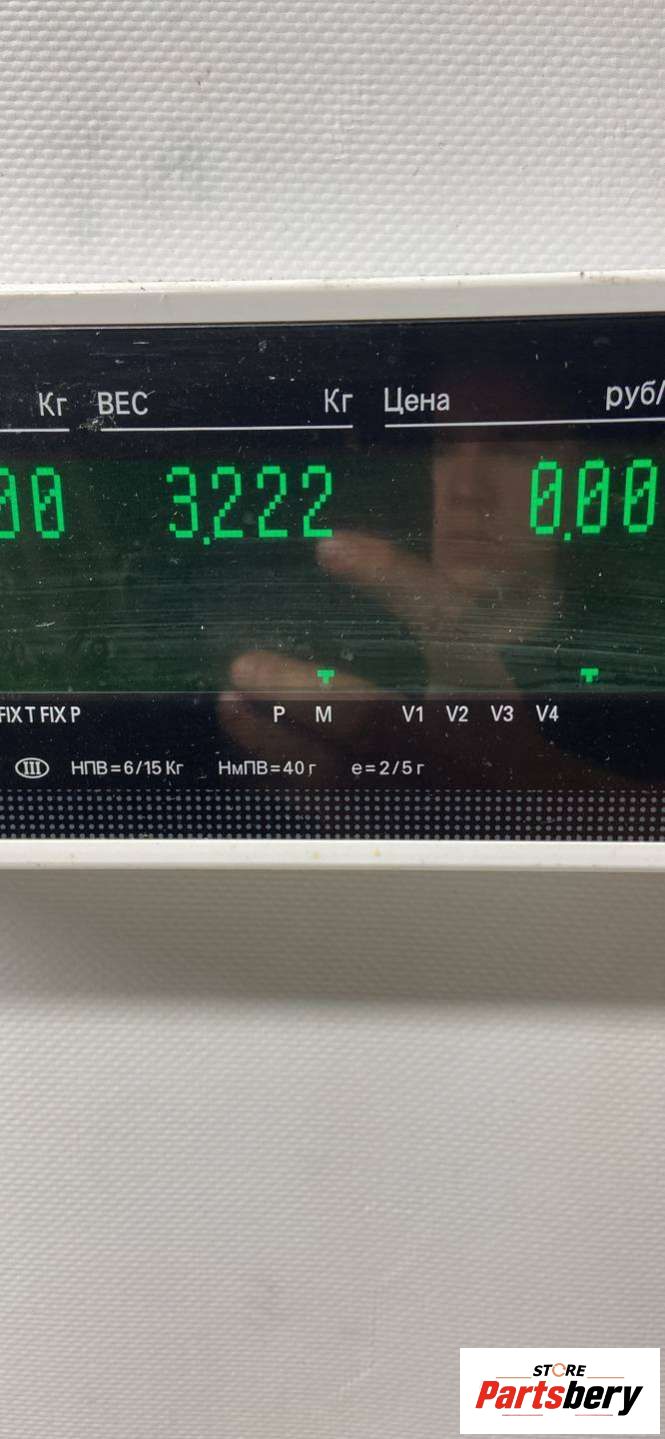 Кг ВЕС Кг Цена руб/
00 3.222 0.00
FIX T FIX P P M V1 V2 V3 V4
III НПВ=6/15 Кг НмПВ=40 г e=2/5 г
STORE
Partsbery